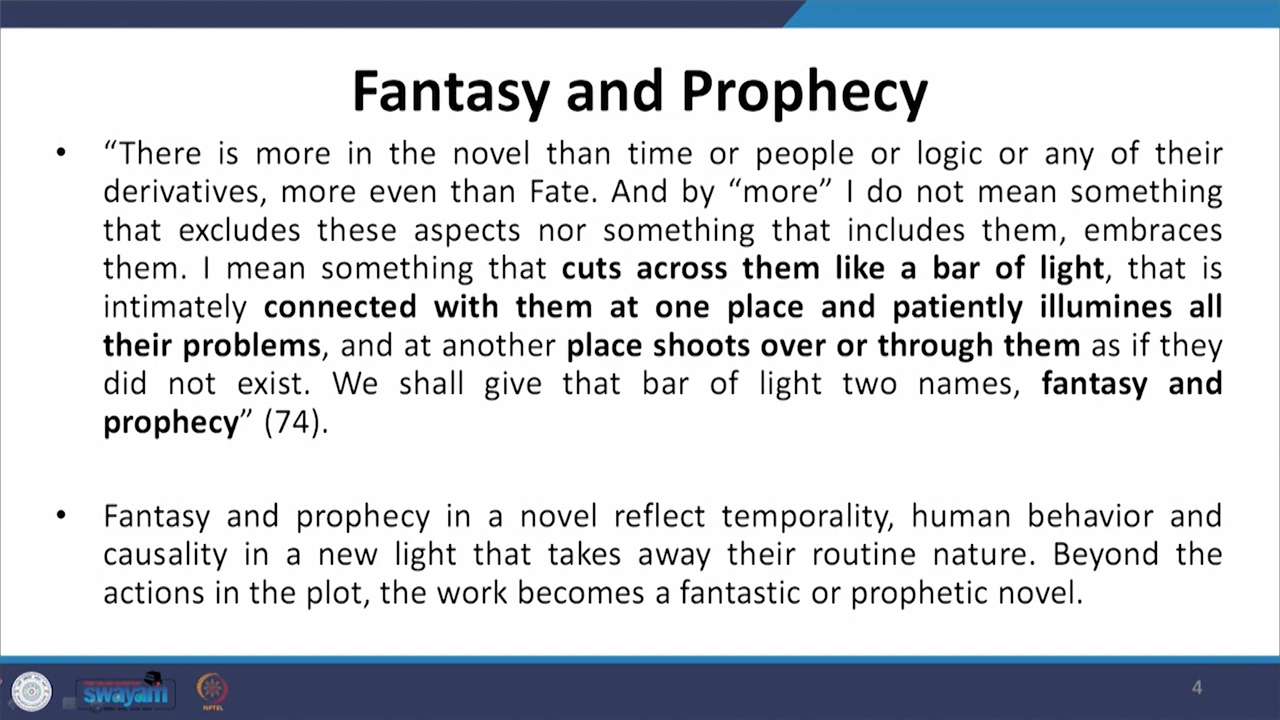 Fantasy and Prophecy
• “There is more in the novel than time or people or logic or any of their
derivatives, more even than Fate. And by “more” I do not mean something
that excludes these aspects nor something that includes them, embraces
them. I mean something that cuts across them like a bar of light, that is
intimately connected with them at one place and patiently illumines all
their problems, and at another place shoots over or through them as if they
did not exist. We shall give that bar of light two names, fantasy and
prophecy” (74).
• Fantasy and prophecy in a novel reflect temporality, human behavior and
causality in a new light that takes away their routine nature. Beyond the
actions in the plot, the work becomes a fantastic or prophetic novel.
swayam
NPTEL
4